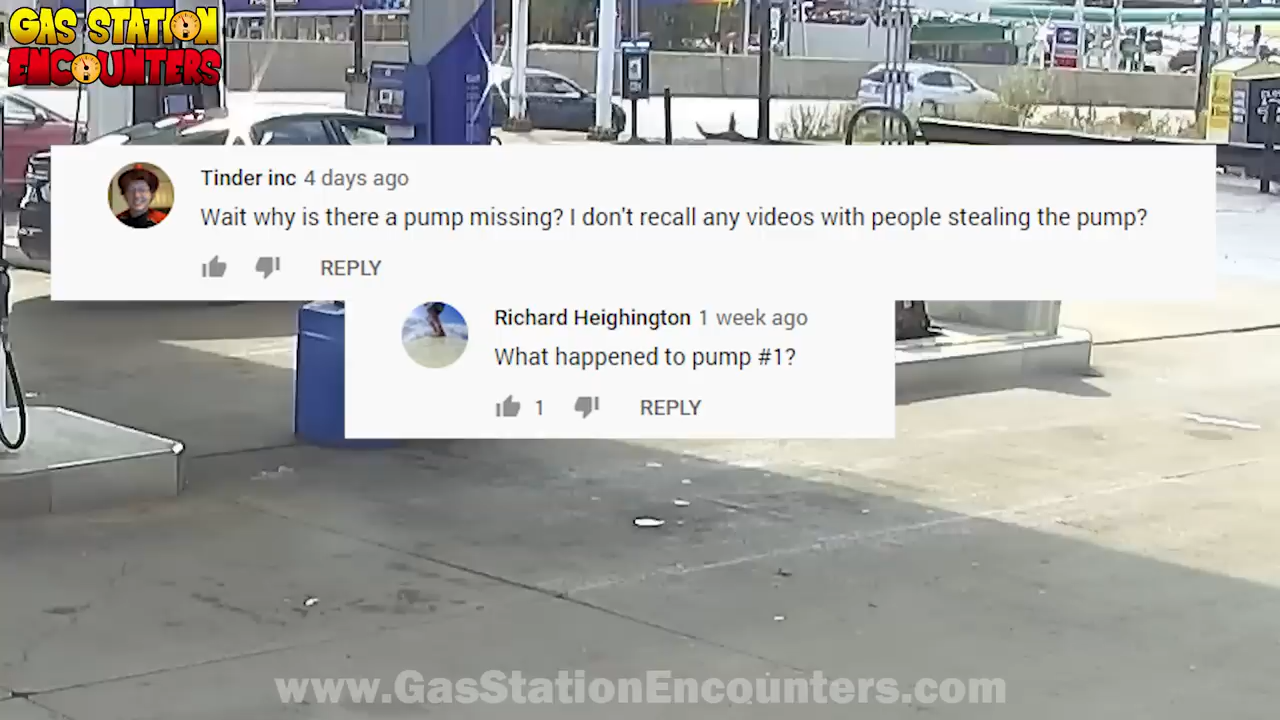 GAS STATION
ENCOUNTERS
Tinder inc 4 days ago
Wait why is there a pump missing? I don't recall any videos with people stealing the pump?
REPLY
Richard Heighington 1 week ago
What happened to pump #1?
1 REPLY
www.GasStationEncounters.com